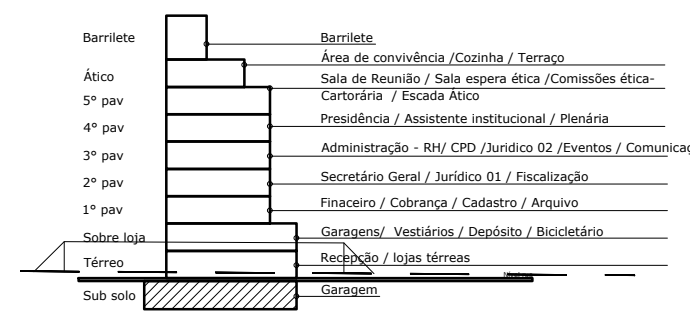 Barrilete
Barrilete
Área de convivência /Cozinha / Terraço
Ático
Sala de Reunião / Sala espera ética /Comissões ética-
Cartorária / Escada Ático
5° pav
Presidência / Assistente institucional / Plenária
4° pav
Administração - RH/ CPD /Juridico 02 /Eventos / Comunicaç
3° pav
Secretário Geral / Jurídico 01 / Fiscalização
2° pav
Finaceiro / Cobrança / Cadastro / Arquivo
1° pav
Garagens/ Vestiários / Depósito / Bicicletário
Sobre loja
Recepção / lojas térreas
Térreo
Garagem
Sub solo